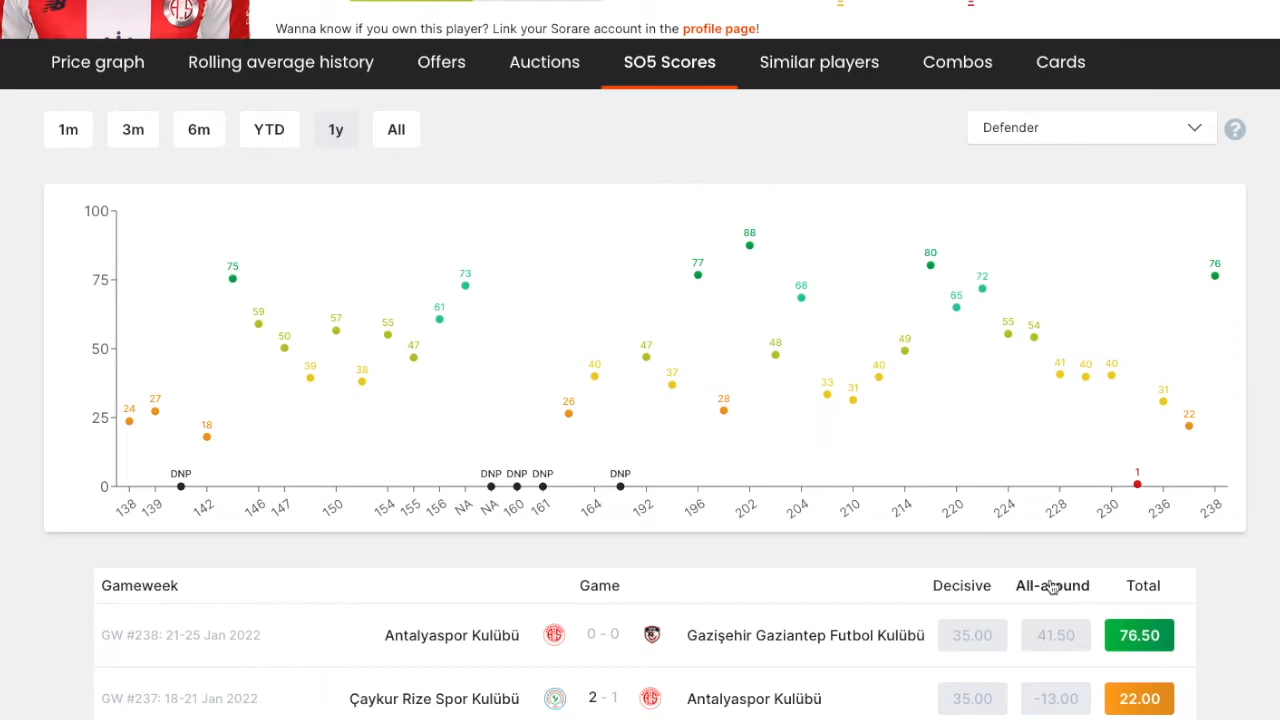 Wanna know if you own this player? Link your Sorare account in the profile page!
Price graph Rolling average history Offers Auctions SO5 Scores Similar players Combos Cards
1m 3m 6m YTD 1y All Defender ?
100
75
50
25
0
24 27 DNP 18 75 59 50 39 57 38 55 47 61 73 DNP DNP DNP 26 40 DNP 47 37 77 28 88 48 68 33 31 40 49 80 65 72 55 54 41 40 40 1 31 22 76
138 139 142 146 147 150 154 155 156 NA NA 160 161 164 192 196 202 204 210 214 220 224 228 230 236 238
Gameweek Game Decisive All-around Total
GW #238: 21-25 Jan 2022 Antalyaspor Kulübü 0 - 0 Gazişehir Gaziantep Futbol Kulübü 35.00 41.50 76.50
GW #237: 18-21 Jan 2022 Çaykur Rize Spor Kulübü 2 - 1 Antalyaspor Kulübü 35.00 -13.00 22.00